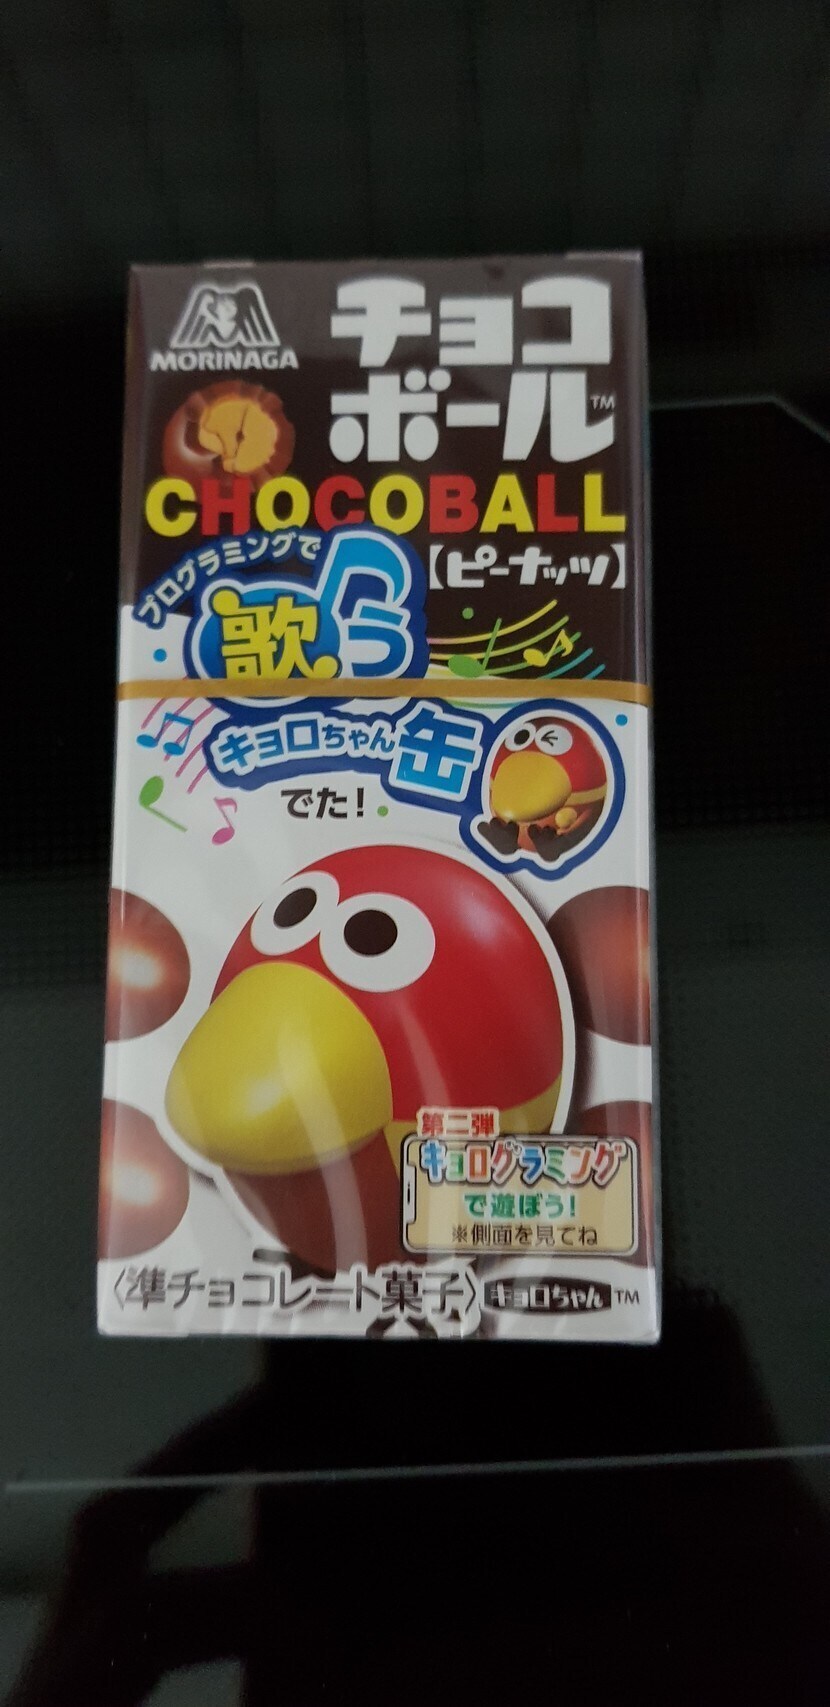 MORINAGA
チョコ
ボール™
CHOCOBALL
【ピーナッツ】
プログラミングで
歌う
キョロちゃん缶
でた!
第二弾
キョログラミング
で遊ぼう!
※側面を見てね
〈準チョコレート菓子〉 キョロちゃん™